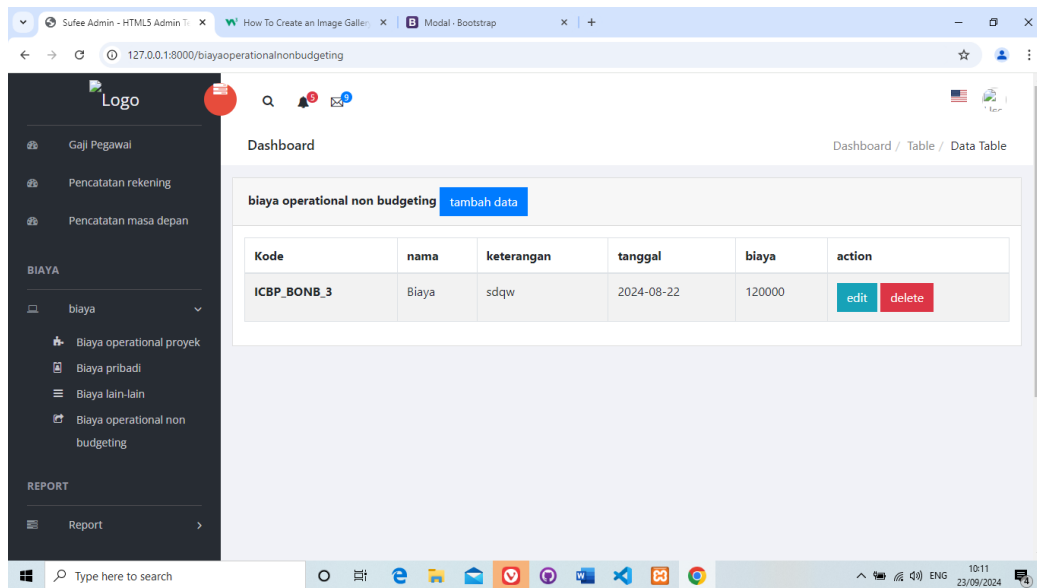 Sufee Admin - HTML5 Admin Te
How To Create an Image Gallery
B Modal · Bootstrap
127.0.0.1:8000/biayaoperationalnonbudgeting
Logo
5
9
Gaji Pegawai
Pencatatan rekening
Pencatatan masa depan
BIAYA
biaya
Biaya operational proyek
Biaya pribadi
Biaya lain-lain
Biaya operational non
budgeting
REPORT
Report
Dashboard
Dashboard / Table / Data Table
biaya operational non budgeting tambah data
Kode nama keterangan tanggal biaya action
ICBP_BONB_3 Biaya sdqw 2024-08-22 120000 edit delete
Type here to search
ENG
10:11
23/09/2024
4